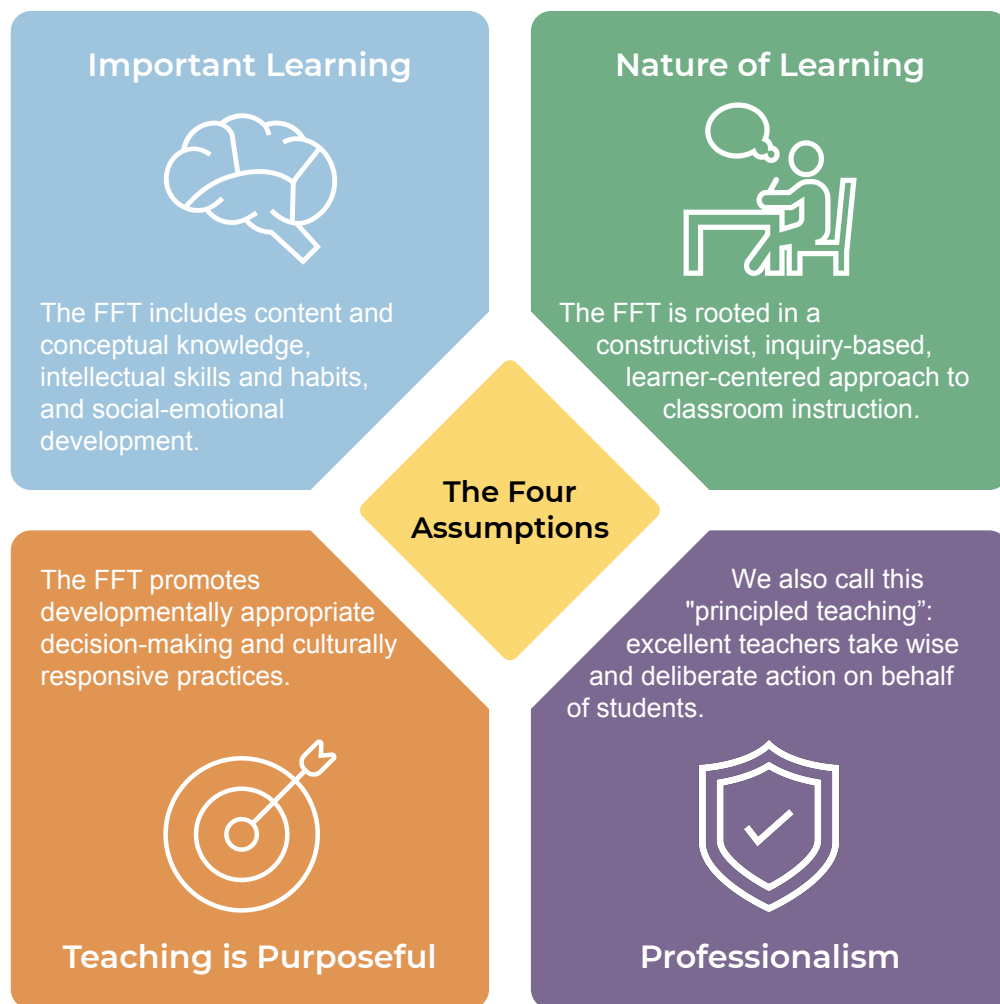 Important Learning
The FFT includes content and
conceptual knowledge,
intellectual skills and habits,
and social-emotional
development.
Nature of Learning
The FFT is rooted in a
constructivist, inquiry-based,
learner-centered approach to
classroom instruction.
The Four
Assumptions
The FFT promotes
developmentally appropriate
decision-making and culturally
responsive practices.
Teaching is Purposeful
We also call this
"principled teaching”:
excellent teachers take wise
and deliberate action on behalf
of students.
Professionalism